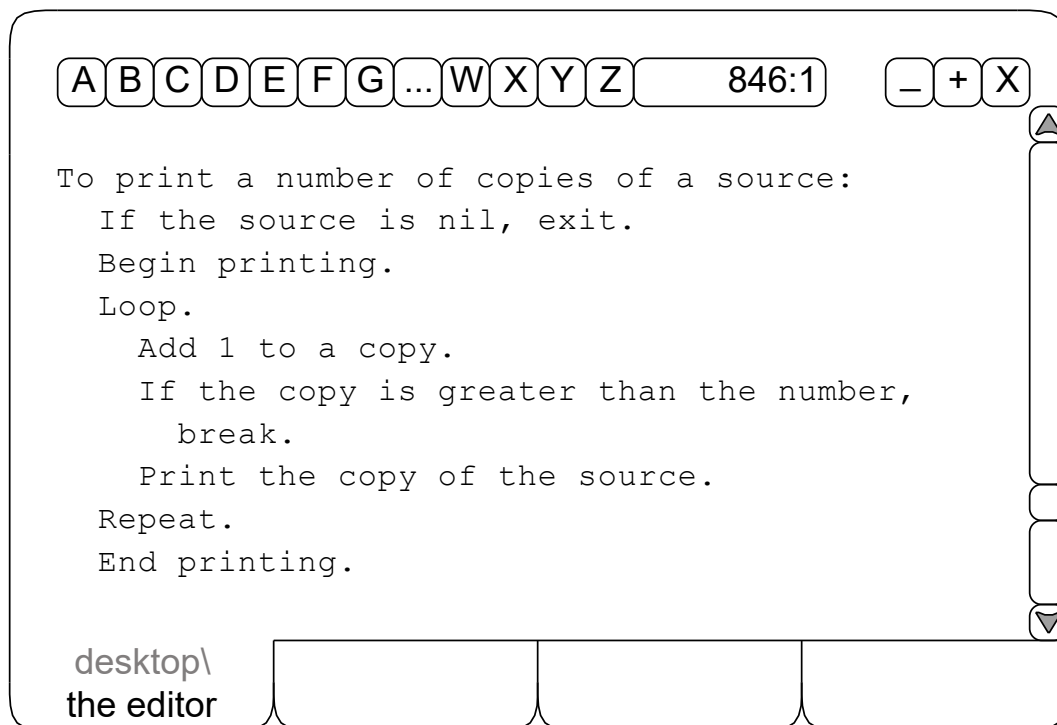 A B C D E F G ... W X Y Z 846:1 _ + X
To print a number of copies of a source:
If the source is nil, exit.
Begin printing.
Loop.
Add 1 to a copy.
If the copy is greater than the number,
break.
Print the copy of the source.
Repeat.
End printing.
desktop\
the editor